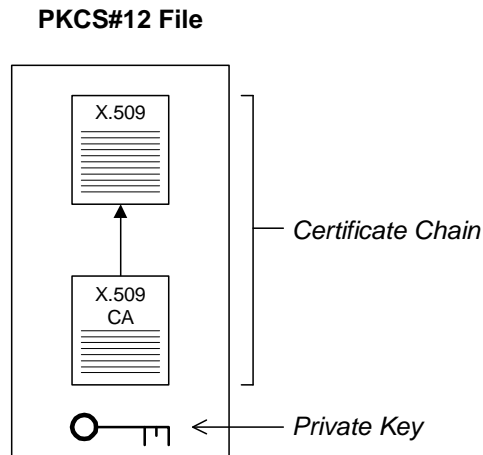 PKCS#12 File
X.509
Certificate Chain
X.509
CA
Private Key